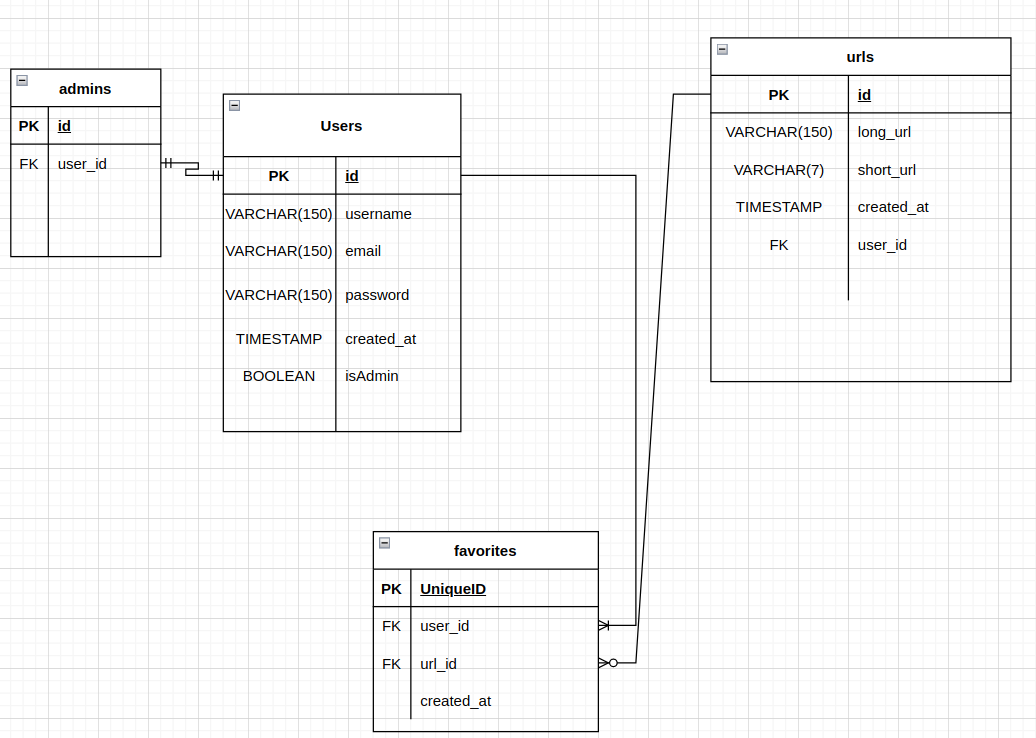 admins
PK id
FK user_id
Users
PK id
VARCHAR(150) username
VARCHAR(150) email
VARCHAR(150) password
TIMESTAMP created_at
BOOLEAN isAdmin
urls
PK id
VARCHAR(150) long_url
VARCHAR(7) short_url
TIMESTAMP created_at
FK user_id
favorites
PK UniqueID
FK user_id
FK url_id
created_at